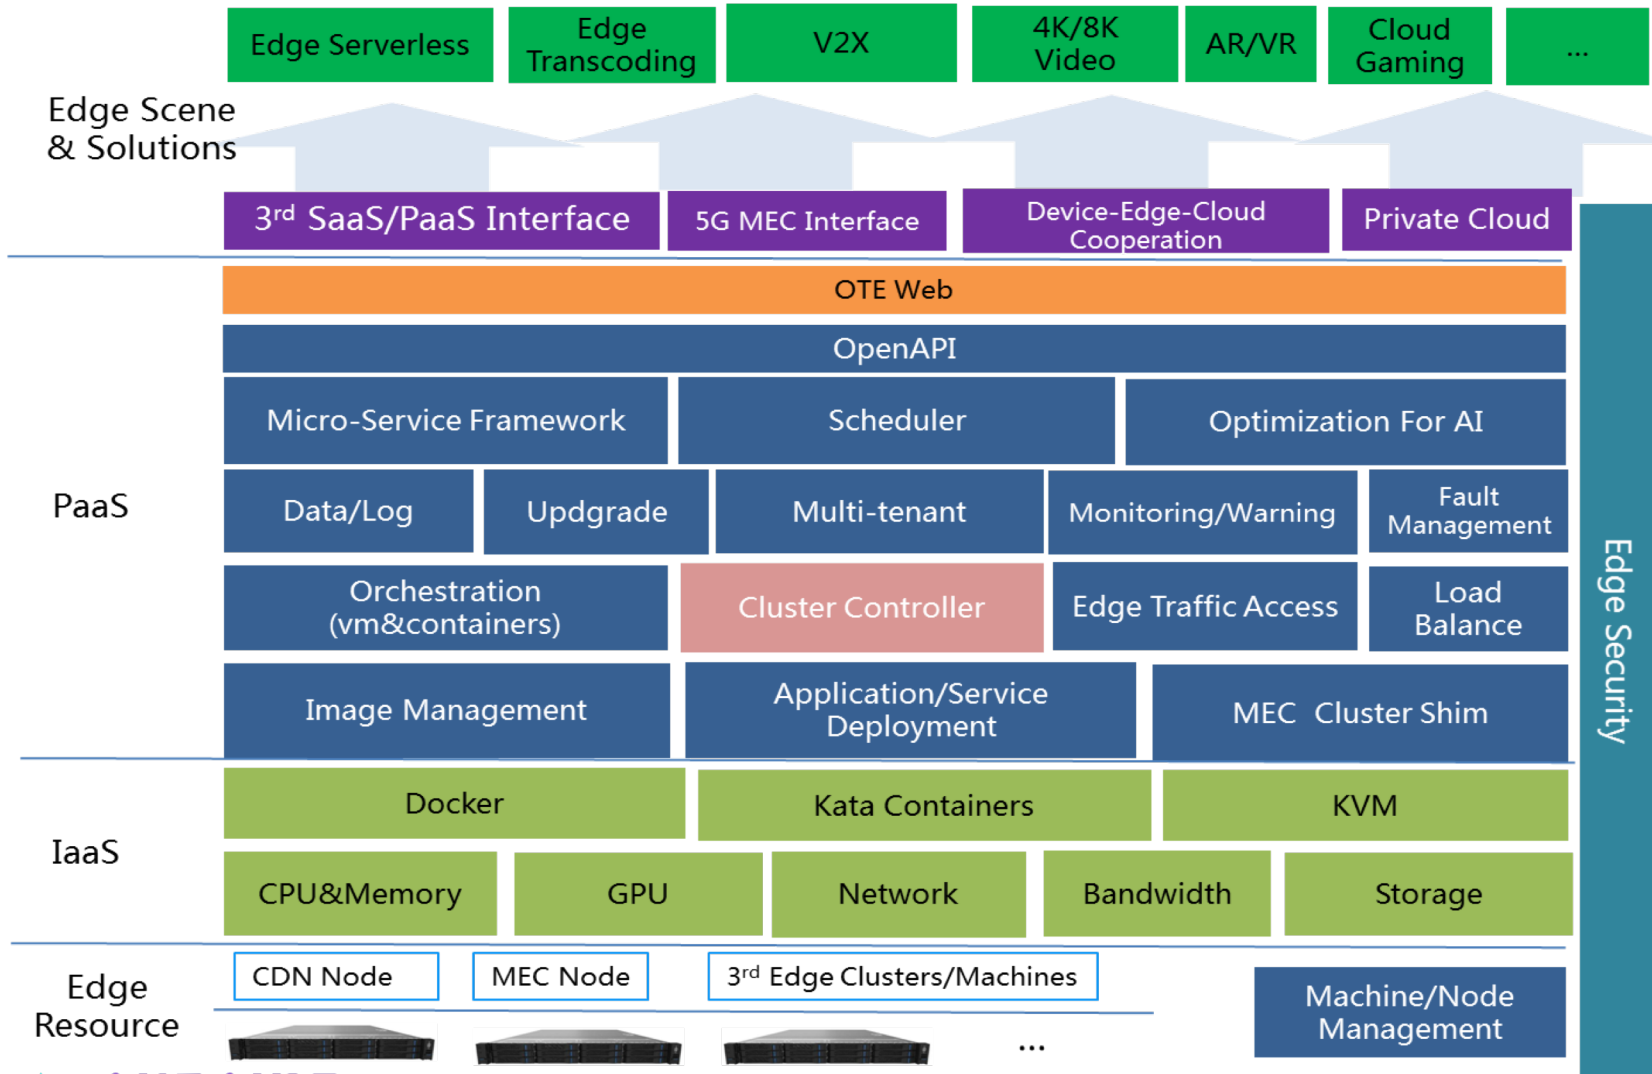 Edge Serverless
Edge
Transcoding
V2X
4K/8K
Video
AR/VR
Cloud
Gaming
...
Edge Scene
& Solutions
3rd SaaS/PaaS Interface
5G MEC Interface
Device-Edge-Cloud
Cooperation
Private Cloud
OTE Web
OpenAPI
Micro-Service Framework
Scheduler
Optimization For AI
PaaS
Data/Log
Updgrade
Multi-tenant
Monitoring/Warning
Fault
Management
Orchestration
(vm&containers)
Cluster Controller
Edge Traffic Access
Load
Balance
Image Management
Application/Service
Deployment
MEC Cluster Shim
Edge Security
IaaS
Docker
Kata Containers
KVM
CPU&Memory
GPU
Network
Bandwidth
Storage
Edge
Resource
CDN Node
MEC Node
3rd Edge Clusters/Machines
...
Machine/Node
Management